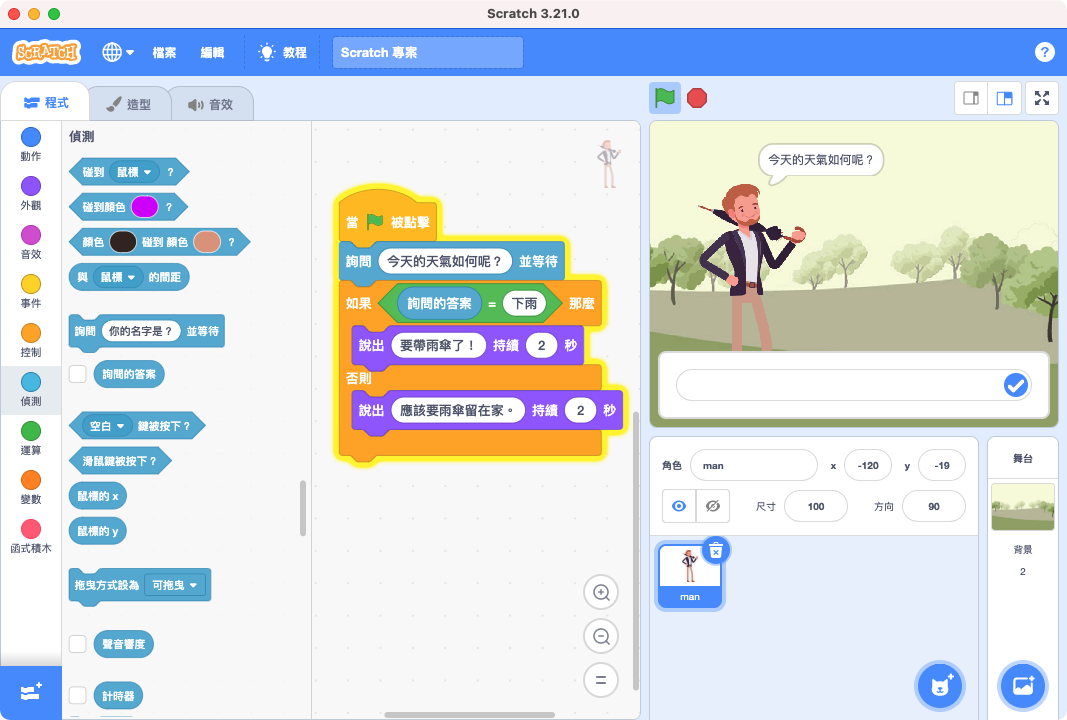 Scratch 3.21.0
SCRATCH
檔案
編輯
教程
Scratch 專案
?
程式
造型
音效
動作
外觀
音效
事件
控制
偵測
運算
變數
函式積木
偵測
碰到 鼠標 ?
碰到顏色 ?
顏色 碰到 顏色 ?
與 鼠標 的間距
詢問 你的名字是? 並等待
詢問的答案
空白 鍵被按下?
滑鼠鍵被按下?
鼠標的 x
鼠標的 y
拖曳方式設為 可拖曳
聲音響度
計時器
當 被點擊
詢問 今天的天氣如何呢? 並等待
如果 詢問的答案 = 下雨 那麼
說出 要帶雨傘了! 持續 2 秒
否則
說出 應該要雨傘留在家。 持續 2 秒
今天的天氣如何呢?
角色 man x -120 y -19
尺寸 100 方向 90
man
舞台
背景
2